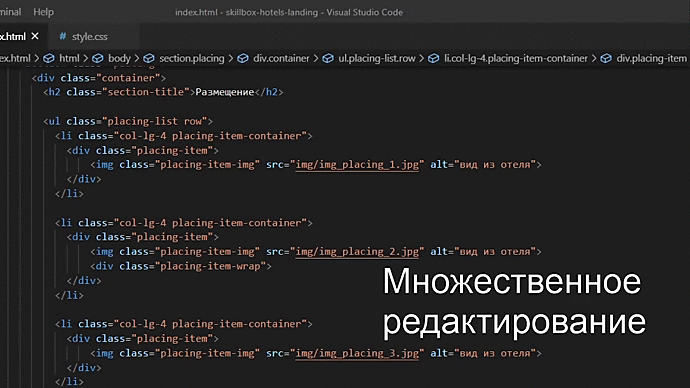 minal Help index.html - skillbox-hotels-landing - Visual Studio Code
x.html × # style.css
ex.html > html > body > section.placing > div.container > ul.placing-list.row > li.col-lg-4.placing-item-container > div.placing-item
<div class="container">
<h2 class="section-title">Размещение</h2>
<ul class="placing-list row">
<li class="col-lg-4 placing-item-container">
<div class="placing-item">
<img class="placing-item-img" src="img/img_placing_1.jpg" alt="вид из отеля">
</div>
</li>
<li class="col-lg-4 placing-item-container">
<div class="placing-item">
<img class="placing-item-img" src="img/img_placing_2.jpg" alt="вид из отеля">
<div class="placing-item-wrap">
</div>
</li>
<li class="col-lg-4 placing-item-container">
<div class="placing-item">
<img class="placing-item-img" src="img/img_placing_3.jpg" alt="вид из отеля">
</div>
</li>
Множественное
редактирование